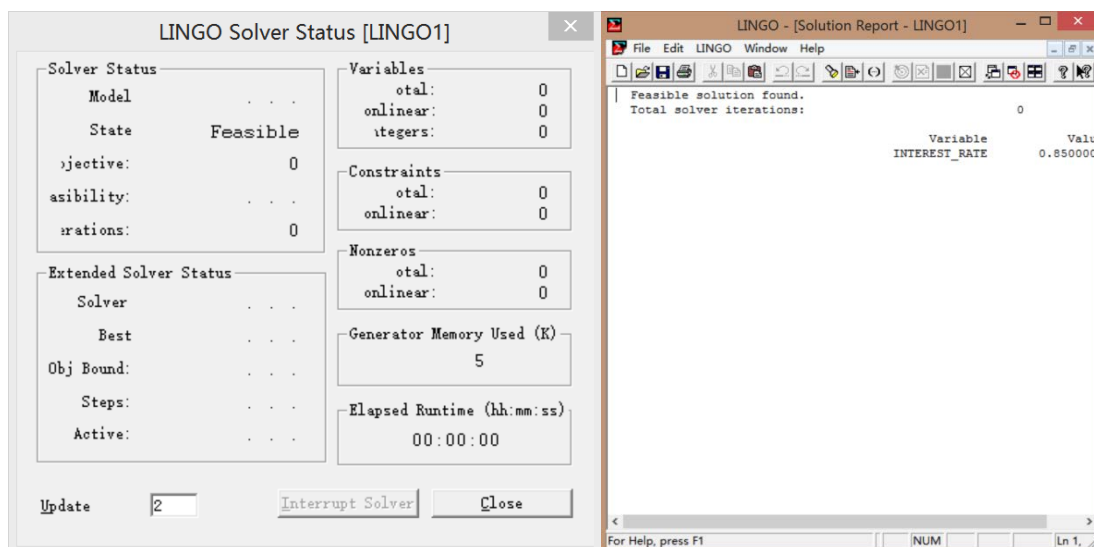 LINGO Solver Status [LINGO1]
Solver Status
Model . . .
State Feasible
jective: 0
asibility: . . .
rations: 0
Extended Solver Status
Solver . . .
Best . . .
Obj Bound: . . .
Steps: . . .
Active: . . .
Variables
otal: 0
onlinear: 0
tegers: 0
Constraints
otal: 0
onlinear: 0
Nonzeros
otal: 0
onlinear: 0
Generator Memory Used (K)
5
Elapsed Runtime (hh:mm:ss)
00:00:00
Update 2 Interrupt Solver Close
LINGO - [Solution Report - LINGO1]
File Edit LINGO Window Help
Feasible solution found.
Total solver iterations: 0
Variable Valu
INTEREST_RATE 0.850000
For Help, press F1 NUM Ln 1,